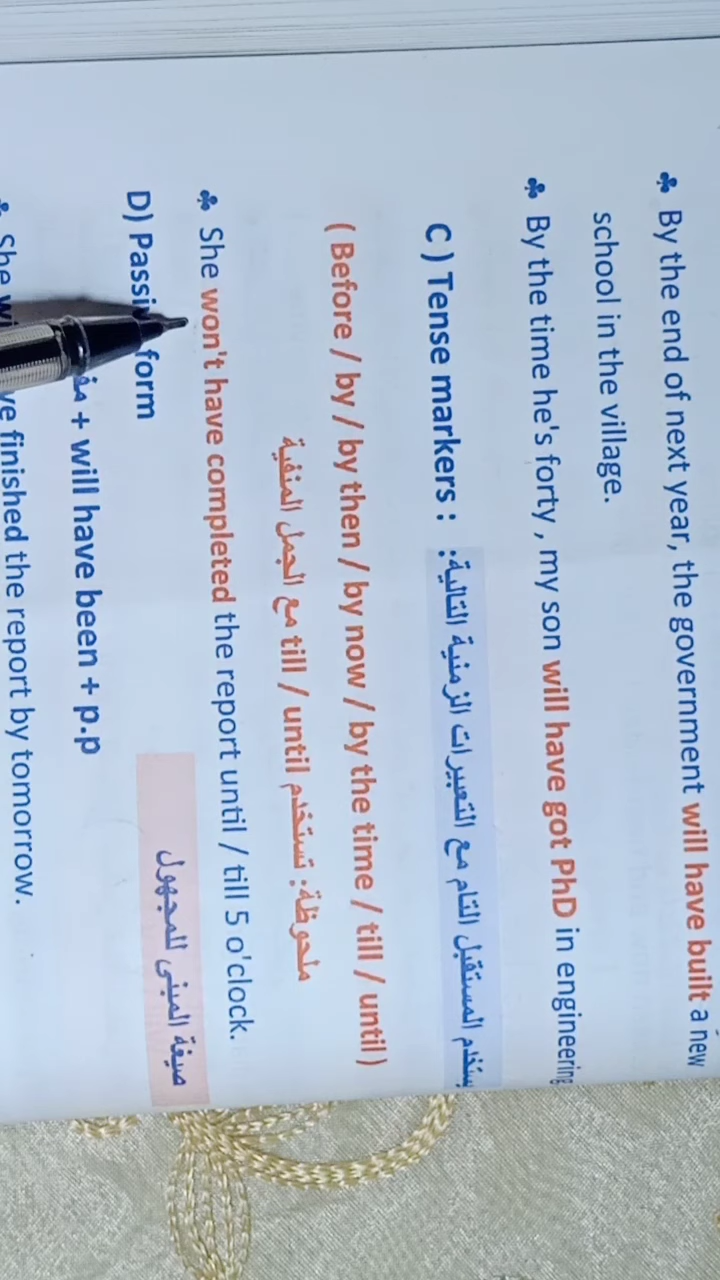 ♣ By the end of next year, the government will have built a new
school in the village.
♣ By the time he's forty , my son will have got PhD in engineering
C ) Tense markers : يستخدم المستقبل التام مع التعبيرات الزمنية التالية:
( Before / by / by then / by now / by the time / till / until )
ملحوظة: تستخدم till / until مع الجمل المنفية
♣ She won't have completed the report until / till 5 o'clock.
D) Passive form صيغة المبنى للمجهول
+ will have been + p.p
♣ She finished the report by tomorrow.